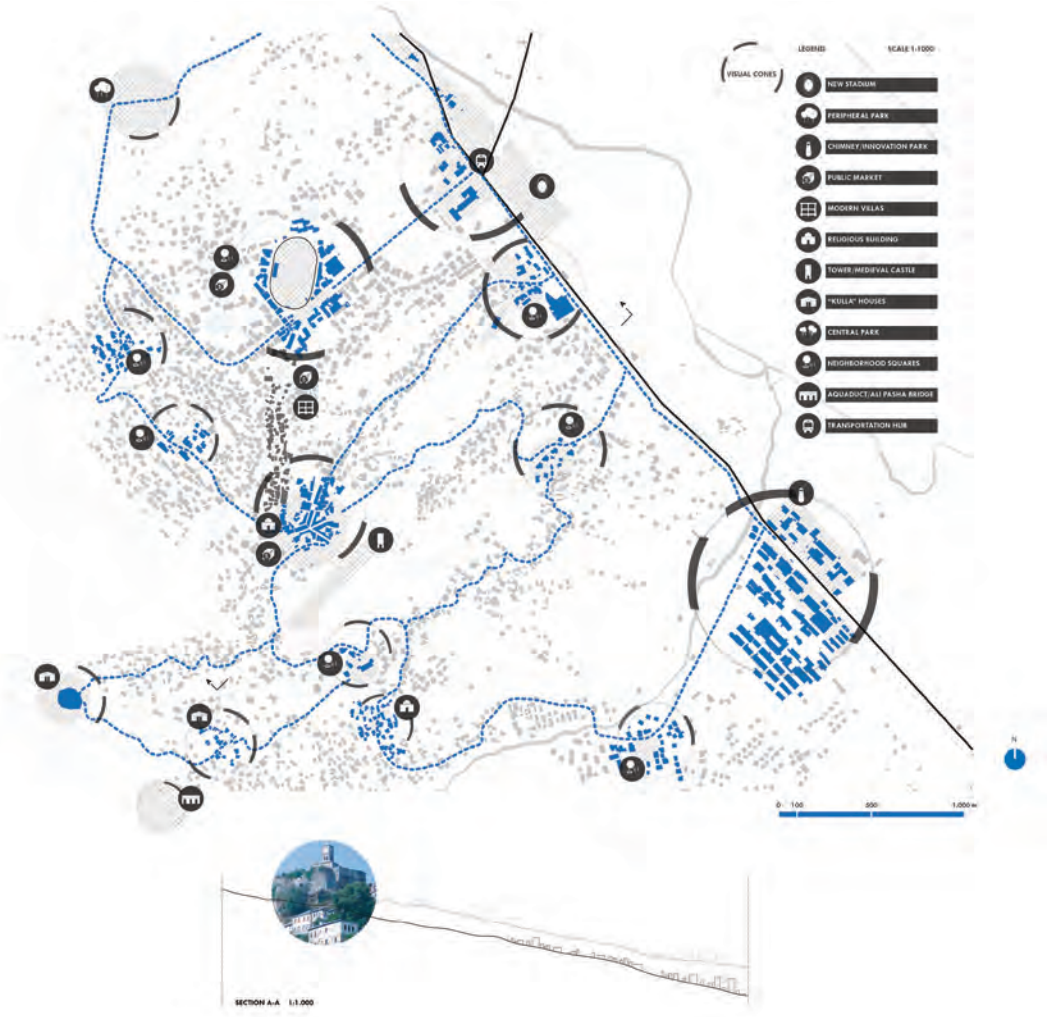 LEGEND SCALE 1:1000
VISUAL CONES
NEW STADIUM
PERIPHERAL PARK
CHIMNEY/INNOVATION PARK
PUBLIC MARKET
MODERN VILLAS
RELIGIOUS BUILDING
TOWER/MEDIEVAL CASTLE
"KULLA" HOUSES
CENTRAL PARK
NEIGHBORHOOD SQUARES
AQUADUCT/ALI PASHA BRIDGE
TRANSPORTATION HUB
N
0 100 500 1.000 m
SECTION A-A 1:1.000